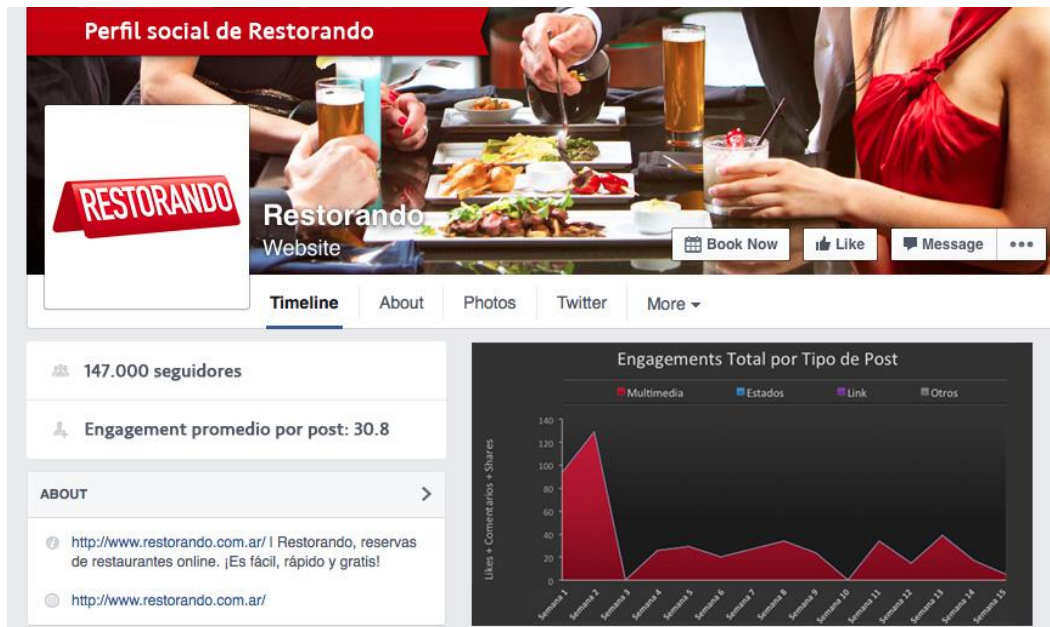 Perfil social de Restorando
RESTORANDO
Restorando
Website
Book Now
Like
Message
Timeline
About
Photos
Twitter
More
147.000 seguidores
Engagement promedio por post: 30.8
ABOUT
http://www.restorando.com.ar/ | Restorando, reservas
de restaurantes online. ¡Es fácil, rápido y gratis!
http://www.restorando.com.ar/
Engagements Total por Tipo de Post
Multimedia
Estados
Link
Otros
Likes + Comentarios + Shares
140
120
100
80
60
40
20
0
Semana 1
Semana 2
Semana 3
Semana 4
Semana 5
Semana 6
Semana 7
Semana 8
Semana 9
Semana 10
Semana 11
Semana 12
Semana 13
Semana 14
Semana 15